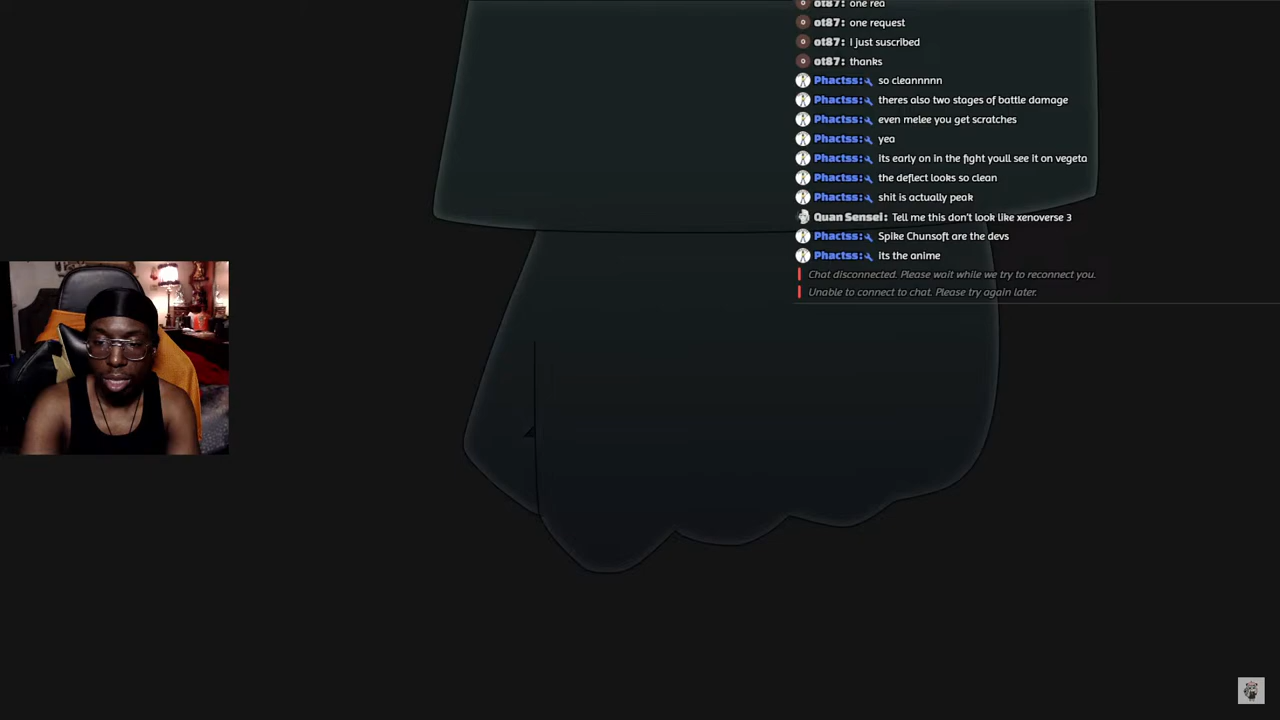 ot87: one rea
ot87: one request
ot87: I just suscribed
ot87: thanks
Phactss: so cleannnnn
Phactss: theres also two stages of battle damage
Phactss: even melee you get scratches
Phactss: yea
Phactss: its early on in the fight youll see it on vegeta
Phactss: the deflect looks so clean
Phactss: shit is actually peak
Quan Sensei: Tell me this don't look like xenoverse 3
Phactss: Spike Chunsoft are the devs
Phactss: its the anime
Chat disconnected. Please wait while we try to reconnect you.
Unable to connect to chat. Please try again later.